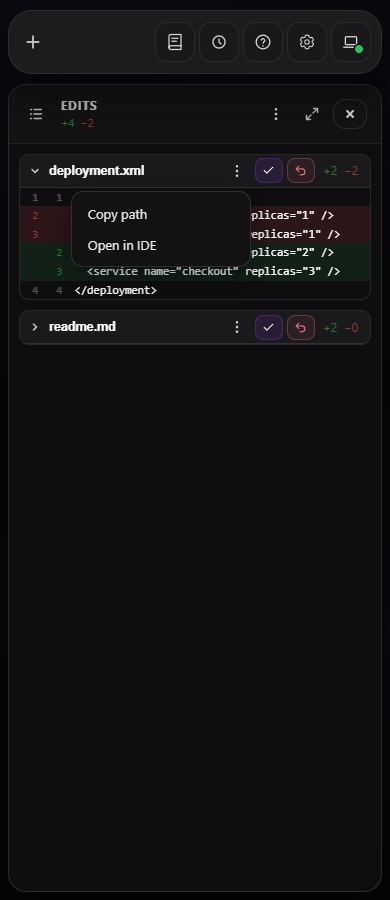 EDITS
+4 −2
deployment.xml
+2 −2
1 1
Copy path
Open in IDE
2 replicas="1" />
3 replicas="1" />
2 replicas="2" />
3 <service name="checkout" replicas="3" />
4 4 </deployment>
readme.md
+2 −0